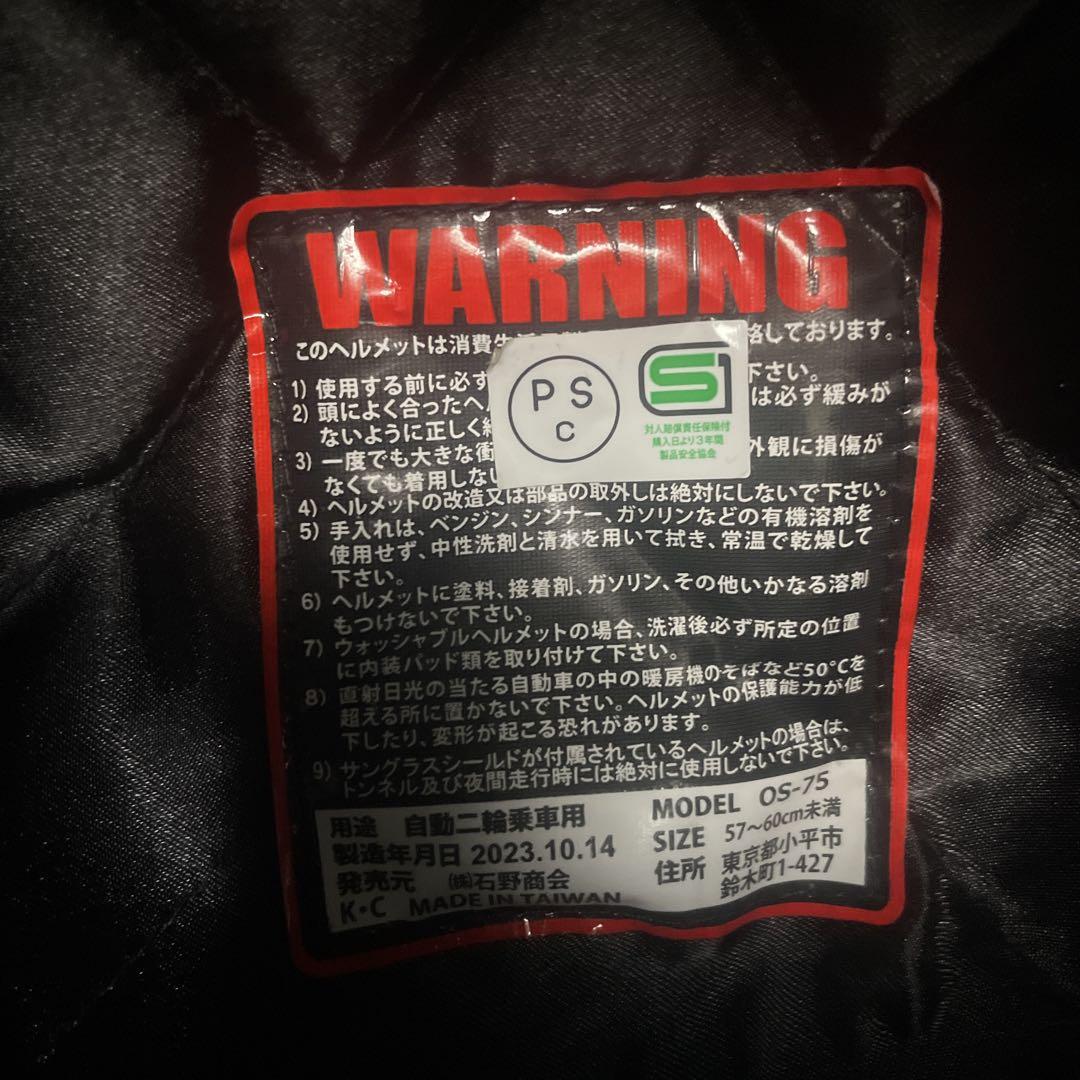 WARNING
このヘルメットは消費生 格しております。
1) 使用する前に必ず 下さい。
2) 頭によく合ったヘル は必ず緩みが
ないように正しく
3) 一度でも大きな衝 外観に損傷が
なくても着用しない
4) ヘルメットの改造又は部品の取外しは絶対にしないで下さい。
5) 手入れは、ベンジン、シンナー、ガソリンなどの有機溶剤を
使用せず、中性洗剤と清水を用いて拭き、常温で乾燥して
下さい。
6) ヘルメットに塗料、接着剤、ガソリン、その他いかなる溶剤
もつけないで下さい。
7) ウォッシャブルヘルメットの場合、洗濯後必ず所定の位置
に内装パッド類を取り付けて下さい。
8) 直射日光の当たる自動車の中の暖房機のそばなど50°Cを
超える所に置かないで下さい。ヘルメットの保護能力が低
下したり、変形が起こる恐れがあります。
9) サングラスシールドが付属されているヘルメットの場合は、
トンネル及び夜間走行時には絶対に使用しないで下さい。
PS
C
S
対人賠償責任保険付
購入日より3年間
製品安全協会
用途 自動二輪乗車用
製造年月日 2023.10.14
発売元 ㈱石野商会
K・C MADE IN TAIWAN
MODEL OS-75
SIZE 57〜60cm未満
住所 東京都小平市
鈴木町1-427